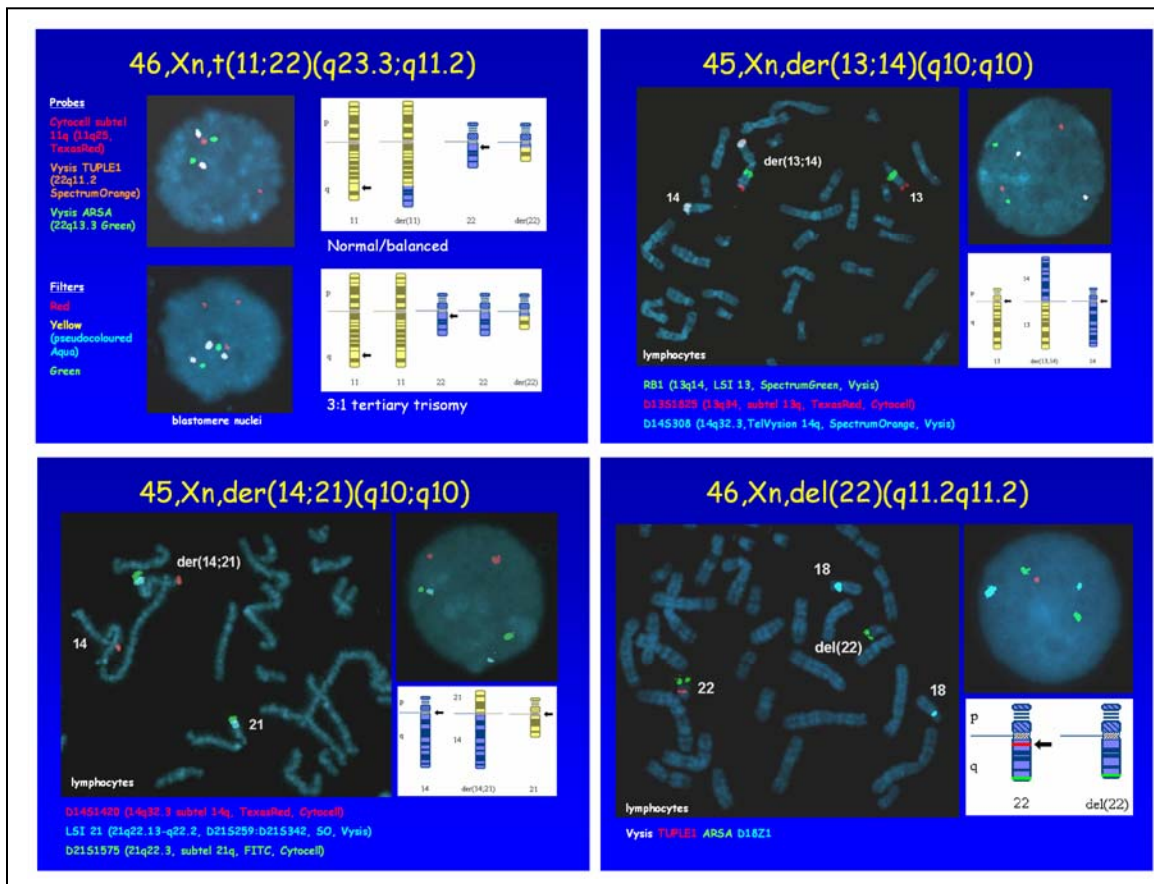 46,Xn,t(11;22)(q23.3;q11.2)
Probes
Cytocell subtel
11q (11q25,
TexasRed)
Vysis TUPLE1
(22q11.2
SpectrumOrange)
Vysis ARSA
(22q13.3 Green)
p
q
11
der(11)
22
der(22)
Normal/balanced
Filters
Red
Yellow
(pseudocoloured
Aqua)
Green
p
q
11
11
22
22
der(22)
3:1 tertiary trisomy
blastomere nuclei
45,Xn,der(13;14)(q10;q10)
der(13;14)
14
13
lymphocytes
p
q
14
13
13
der(13;14)
14
RB1 (13q14, LSI 13, SpectrumGreen, Vysis)
D13S1825 (13q34, subtel 13q, TexasRed, Cytocell)
D14S308 (14q32.3,TelVysion 14q, SpectrumOrange, Vysis)
45,Xn,der(14;21)(q10;q10)
der(14;21)
14
21
lymphocytes
p
q
21
14
14
der(14;21)
21
D14S1420 (14q32.3 subtel 14q, TexasRed, Cytocell)
LSI 21 (21q22.13-q22.2, D21S259:D21S342, SO, Vysis)
D21S1575 (21q22.3, subtel 21q, FITC, Cytocell)
46,Xn,del(22)(q11.2q11.2)
18
del(22)
22
18
lymphocytes
p
q
22
del(22)
Vysis TUPLE1 ARSA D18Z1